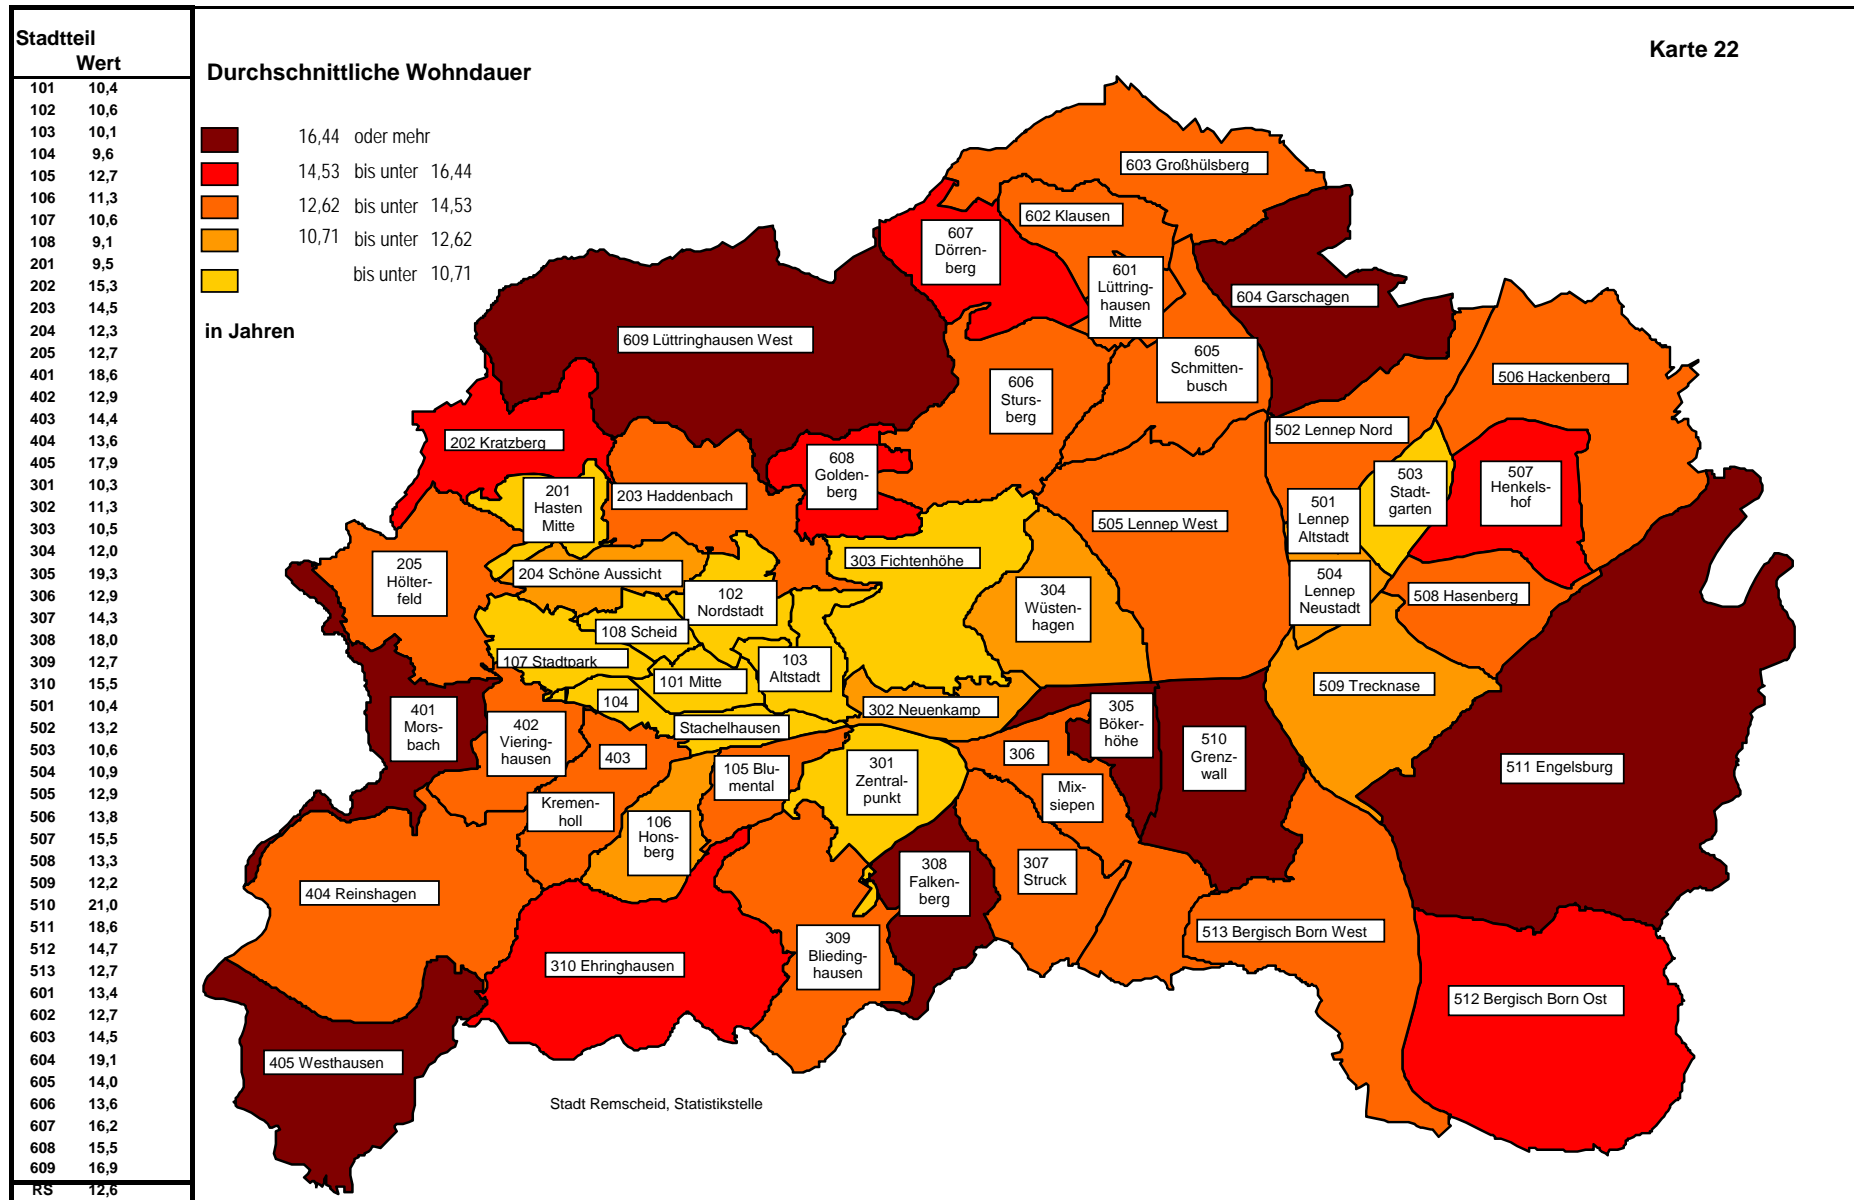 Stadtteil
Wert
101 10,4
102 10,6
103 10,1
104 9,6
105 12,7
106 11,3
107 10,6
108 9,1
201 9,5
202 15,3
203 14,5
204 12,3
205 12,7
401 18,6
402 12,9
403 14,4
404 13,6
405 17,9
301 10,3
302 11,3
303 10,5
304 12,0
305 19,3
306 12,9
307 14,3
308 18,0
309 12,7
310 15,5
501 10,4
502 13,2
503 10,6
504 10,9
505 12,9
506 13,8
507 15,5
508 13,3
509 12,2
510 21,0
511 18,6
512 14,7
513 12,7
601 13,4
602 12,7
603 14,5
604 19,1
605 14,0
606 13,6
607 16,2
608 15,5
609 16,9
RS 12,6
Karte 22
Durchschnittliche Wohndauer
16,44 oder mehr
14,53 bis unter 16,44
12,62 bis unter 14,53
10,71 bis unter 12,62
bis unter 10,71
in Jahren
603 Großhülsberg
602 Klausen
607
Dörren-
berg
601
Lüttring-
hausen
Mitte
604 Garschagen
609 Lüttringhausen West
605
Schmitten-
busch
606
Sturs-
berg
506 Hackenberg
502 Lennep Nord
202 Kratzberg
608
Golden-
berg
503
Stadt-
garten
507
Henkels-
hof
201
Hasten
Mitte
203 Haddenbach
501
Lennep
Altstadt
505 Lennep West
303 Fichtenhöhe
205
Hölter-
feld
204 Schöne Aussicht
504
Lennep
Neustadt
508 Hasenberg
102
Nordstadt
304
Wüsten-
hagen
108 Scheid
107 Stadtpark
103
Altstadt
101 Mitte
509 Trecknase
104
Stachelhausen
302 Neuenkamp
401
Mors-
bach
402
Viering-
hausen
305
Böker-
höhe
510
Grenz-
wall
403
Kremen-
holl
105 Blu-
mental
301
Zentral-
punkt
306
Mix-
siepen
511 Engelsburg
106
Hons-
berg
308
Falken-
berg
307
Struck
404 Reinshagen
513 Bergisch Born West
309
Blieding-
hausen
310 Ehringhausen
512 Bergisch Born Ost
405 Westhausen
Stadt Remscheid, Statistikstelle